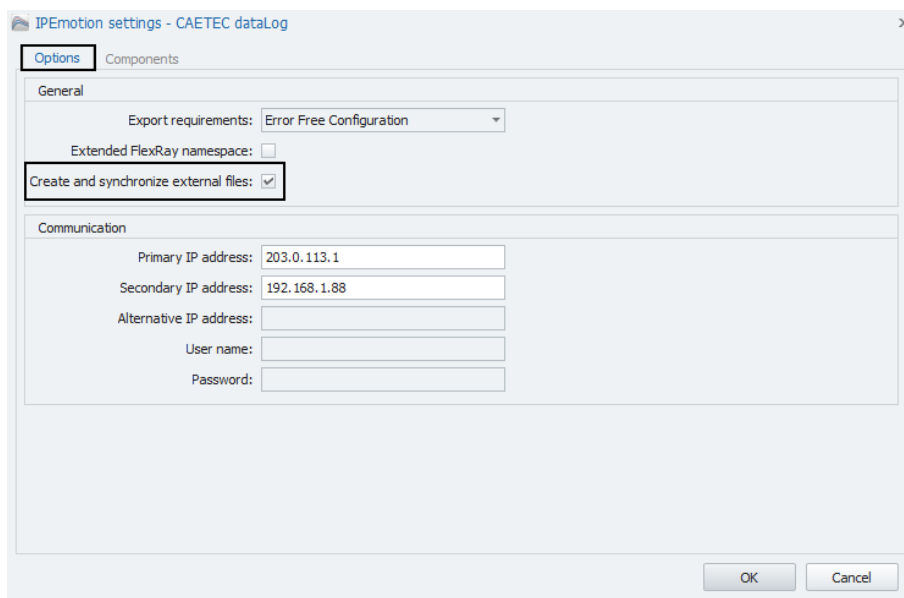 IPEmotion settings - CAETEC dataLog
Options Components
General
Export requirements: Error Free Configuration
Extended FlexRay namespace:
Create and synchronize external files:
Communication
Primary IP address: 203.0.113.1
Secondary IP address: 192.168.1.88
Alternative IP address:
User name:
Password:
OK Cancel